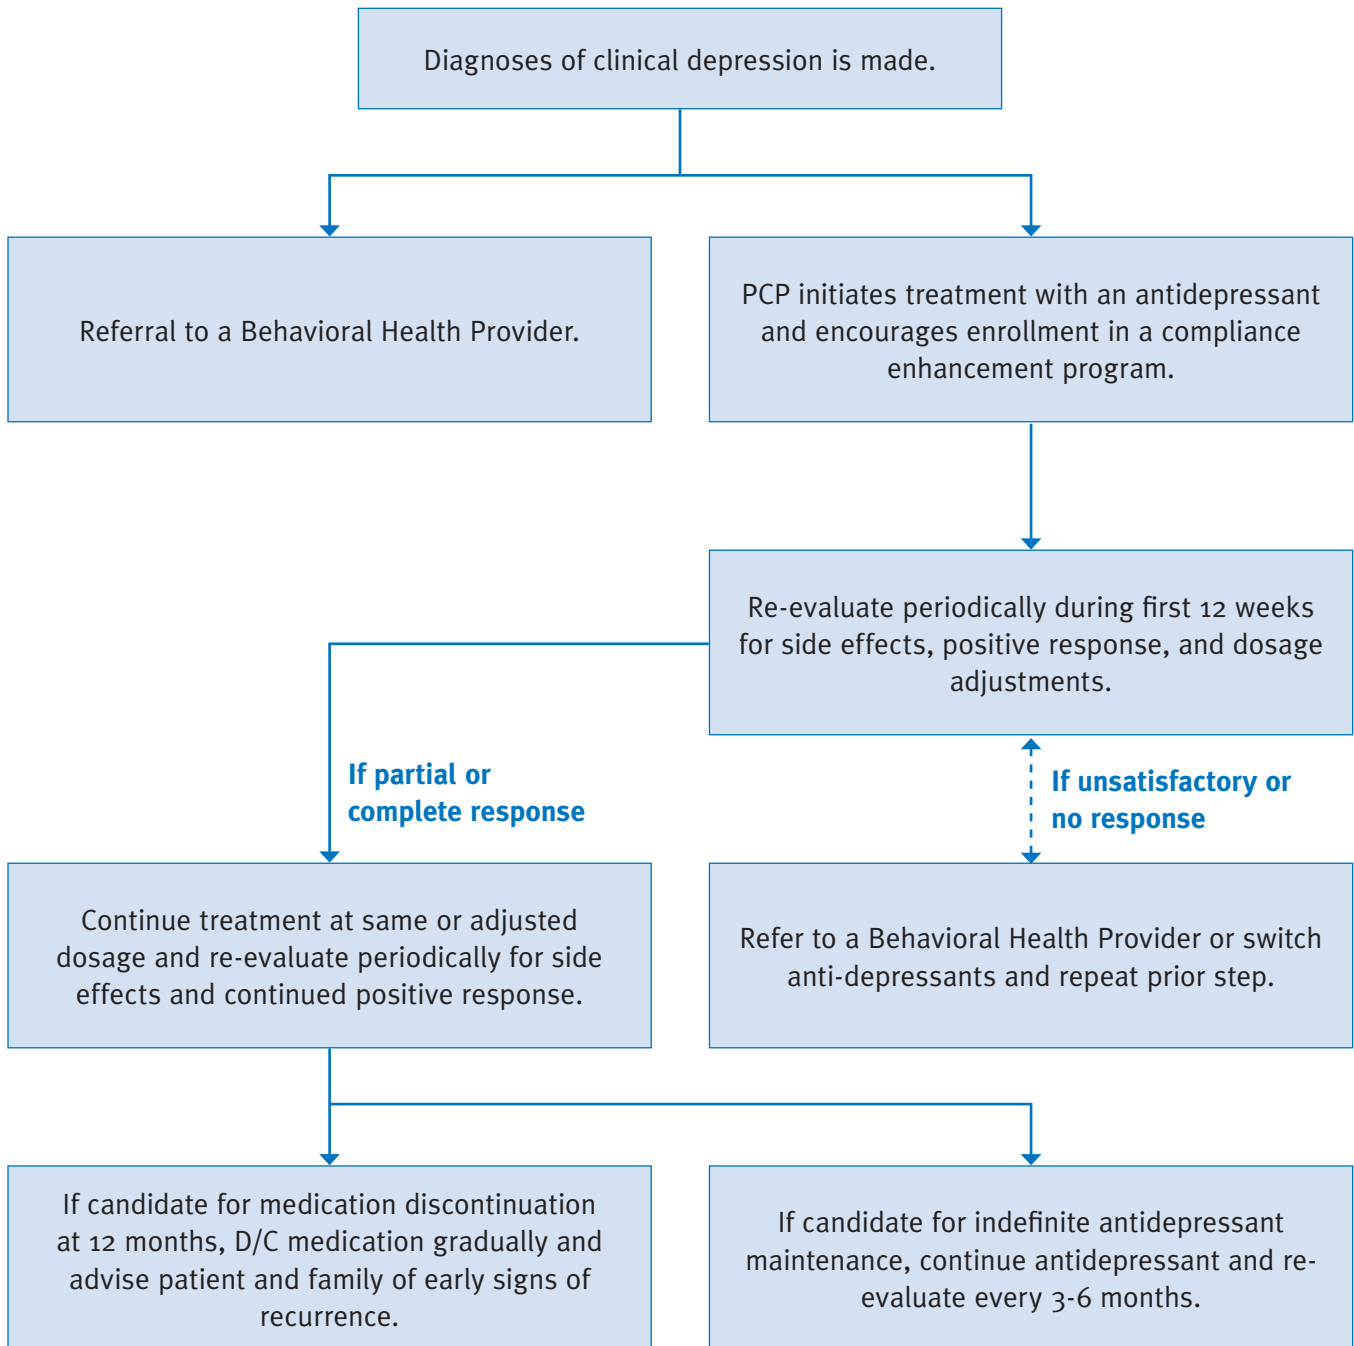 Diagnoses of clinical depression is made.
Referral to a Behavioral Health Provider.
PCP initiates treatment with an antidepressant
and encourages enrollment in a compliance
enhancement program.
Re-evaluate periodically during first 12 weeks
for side effects, positive response, and dosage
adjustments.
If partial or
complete response
If unsatisfactory or
no response
Continue treatment at same or adjusted
dosage and re-evaluate periodically for side
effects and continued positive response.
Refer to a Behavioral Health Provider or switch
anti-depressants and repeat prior step.
If candidate for medication discontinuation
at 12 months, D/C medication gradually and
advise patient and family of early signs of
recurrence.
If candidate for indefinite antidepressant
maintenance, continue antidepressant and re-
evaluate every 3-6 months.